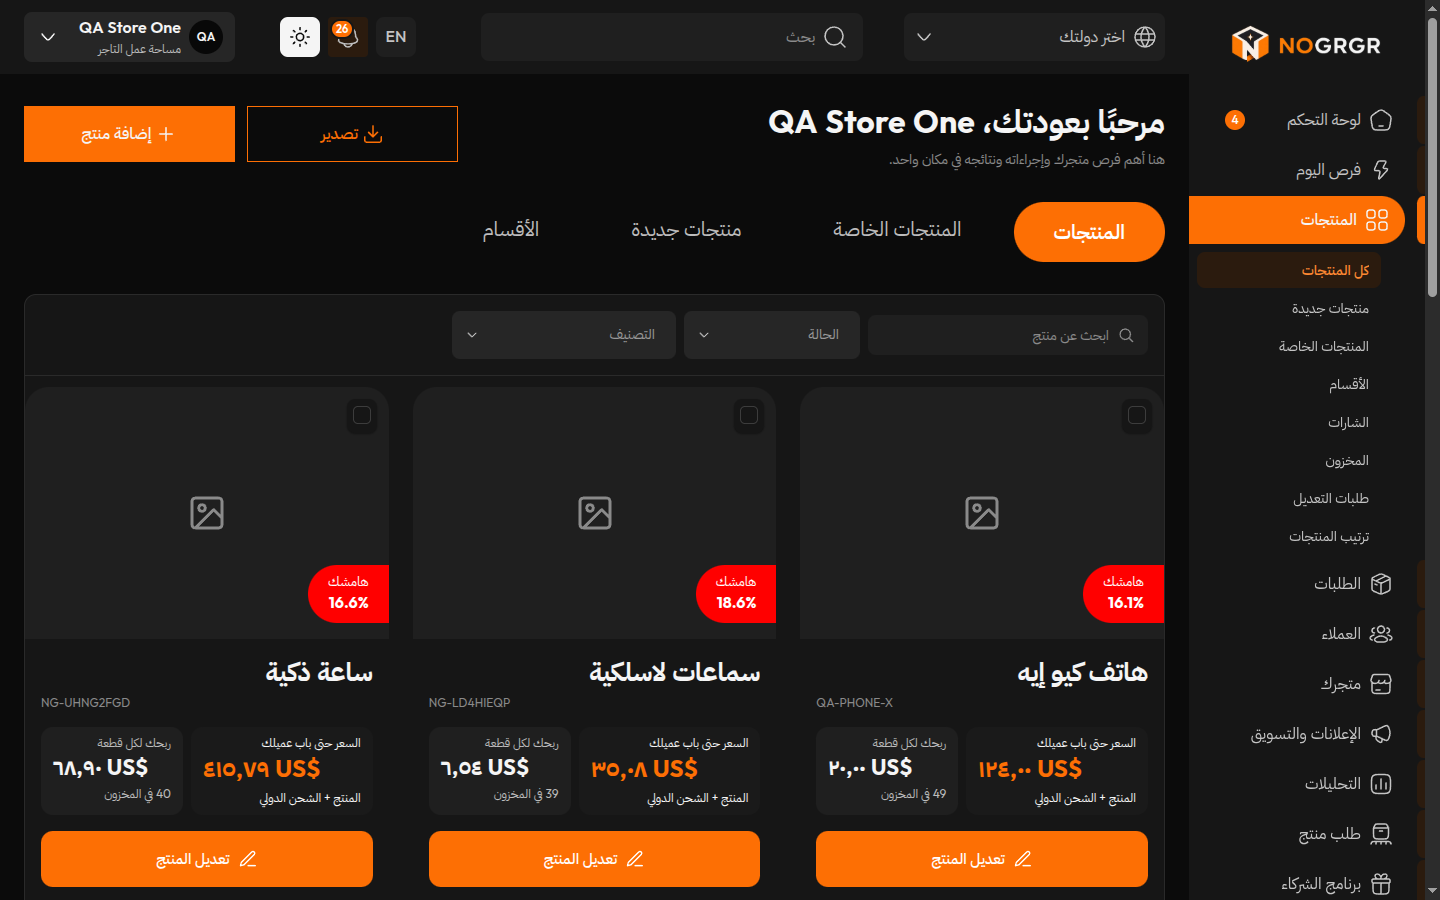 NOGRGR
اختر دولتك
بحث
EN
26
QA Store One
مساحة عمل التاجر
QA
لوحة التحكم
4
فرص اليوم
المنتجات
كل المنتجات
منتجات جديدة
المنتجات الخاصة
الأقسام
الشارات
المخزون
طلبات التعديل
ترتيب المنتجات
الطلبات
العملاء
متجرك
الإعلانات والتسويق
التحليلات
طلب منتج
برنامج الشركاء
مرحبًا بعودتك، QA Store One
هنا أهم فرص متجرك وإجراءاته ونتائجه في مكان واحد.
تصدير
إضافة منتج
المنتجات
المنتجات الخاصة
منتجات جديدة
الأقسام
ابحث عن منتج
الحالة
التصنيف
هامشك
16.1%
هاتف كيو إيه
QA-PHONE-X
السعر حتى باب عميلك
١٢٤,٠٠ US$
المنتج + الشحن الدولي
ربحك لكل قطعة
٢٠,٠٠ US$
49 في المخزون
تعديل المنتج
هامشك
18.6%
سماعات لاسلكية
NG-LD4HIEQP
السعر حتى باب عميلك
٣٥,٠٨ US$
المنتج + الشحن الدولي
ربحك لكل قطعة
٦,٥٤ US$
39 في المخزون
تعديل المنتج
هامشك
16.6%
ساعة ذكية
NG-UHNG2FGD
السعر حتى باب عميلك
٤١٥,٧٩ US$
المنتج + الشحن الدولي
ربحك لكل قطعة
٦٨,٩٠ US$
40 في المخزون
تعديل المنتج